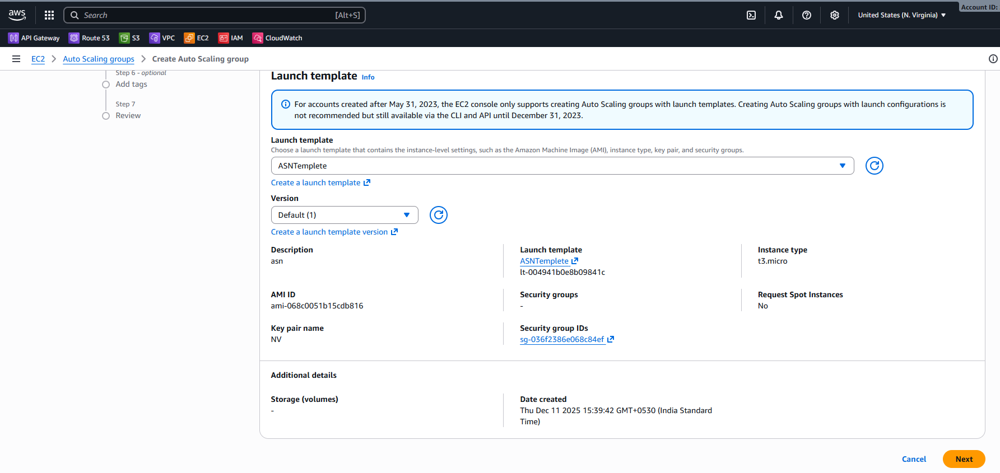 Account ID:
aws
Search [Alt+S]
United States (N. Virginia)
API Gateway Route 53 S3 VPC EC2 IAM CloudWatch
EC2 > Auto Scaling groups > Create Auto Scaling group
Step 6 - optional
Add tags
Step 7
Review
Launch template Info
For accounts created after May 31, 2023, the EC2 console only supports creating Auto Scaling groups with launch templates. Creating Auto Scaling groups with launch configurations is
not recommended but still available via the CLI and API until December 31, 2023.
Launch template
Choose a launch template that contains the instance-level settings, such as the Amazon Machine Image (AMI), instance type, key pair, and security groups.
ASNTemplete
Create a launch template
Version
Default (1)
Create a launch template version
Description
asn
Launch template
ASNTemplete
lt-004941b0e8b09841c
Instance type
t3.micro
AMI ID
ami-068c0051b15cdb816
Security groups
-
Request Spot Instances
No
Key pair name
NV
Security group IDs
sg-036f2386e068c84ef
Additional details
Storage (volumes)
-
Date created
Thu Dec 11 2025 15:39:42 GMT+0530 (India Standard
Time)
Cancel
Next